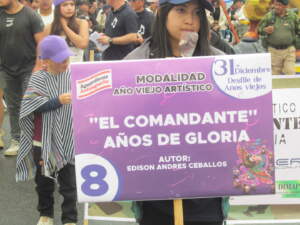 MODALIDAD
AÑO VIEJO ARTÍSTICO
31 Diciembre
Desfile de
Años viejos
"EL COMANDANTE"
AÑOS DE GLORIA
AUTOR:
EDISON ANDRES CEBALLOS
8